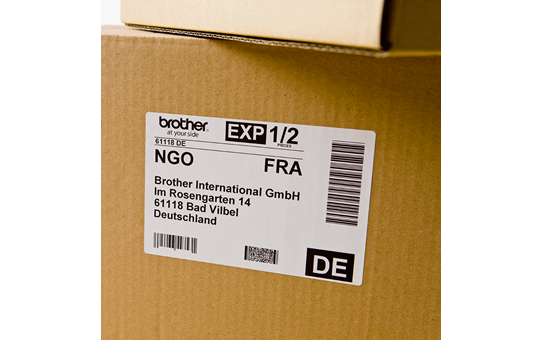 brother
at your side
EXP 1/2
PIECES
61118 DE
NGO FRA
Brother International GmbH
Im Rosengarten 14
61118 Bad Vilbel
Deutschland
DE